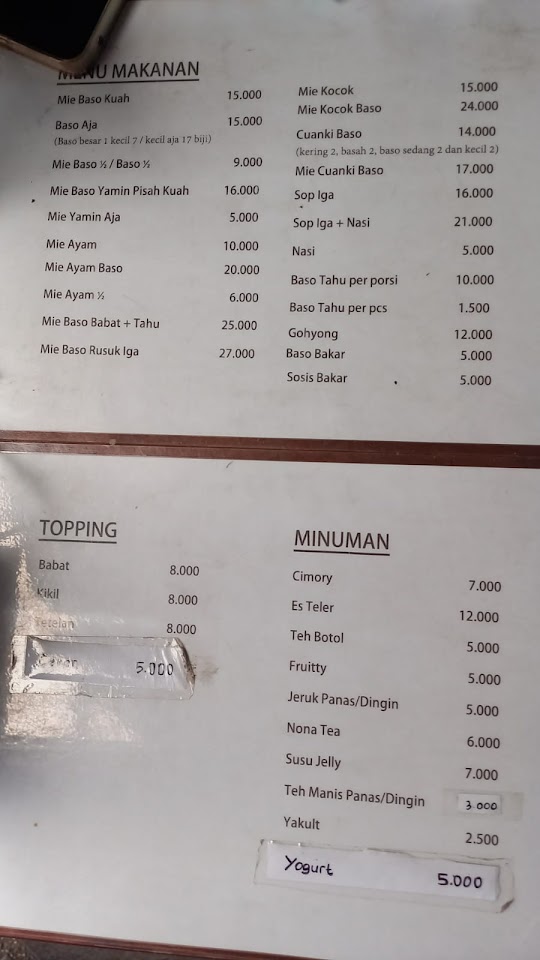 MENU MAKANAN
Mie Baso Kuah 15.000
Baso Aja 15.000
(Baso besar 1 kecil 7 / kecil aja 17 biji)
Mie Baso ½ / Baso ½ 9.000
Mie Baso Yamin Pisah Kuah 16.000
Mie Yamin Aja 5.000
Mie Ayam 10.000
Mie Ayam Baso 20.000
Mie Ayam ½ 6.000
Mie Baso Babat + Tahu 25.000
Mie Baso Rusuk Iga 27.000
Mie Kocok 15.000
Mie Kocok Baso 24.000
Cuanki Baso 14.000
(kering 2, basah 2, baso sedang 2 dan kecil 2)
Mie Cuanki Baso 17.000
Sop Iga 16.000
Sop Iga + Nasi 21.000
Nasi 5.000
Baso Tahu per porsi 10.000
Baso Tahu per pcs 1.500
Gohyong 12.000
Baso Bakar 5.000
Sosis Bakar 5.000
TOPPING
Babat 8.000
Kikil 8.000
Tetelan 8.000
5.000
MINUMAN
Cimory 7.000
Es Teler 12.000
Teh Botol 5.000
Fruitty 5.000
Jeruk Panas/Dingin 5.000
Nona Tea 6.000
Susu Jelly 7.000
Teh Manis Panas/Dingin 3.000
Yakult 2.500
Yogurt 5.000